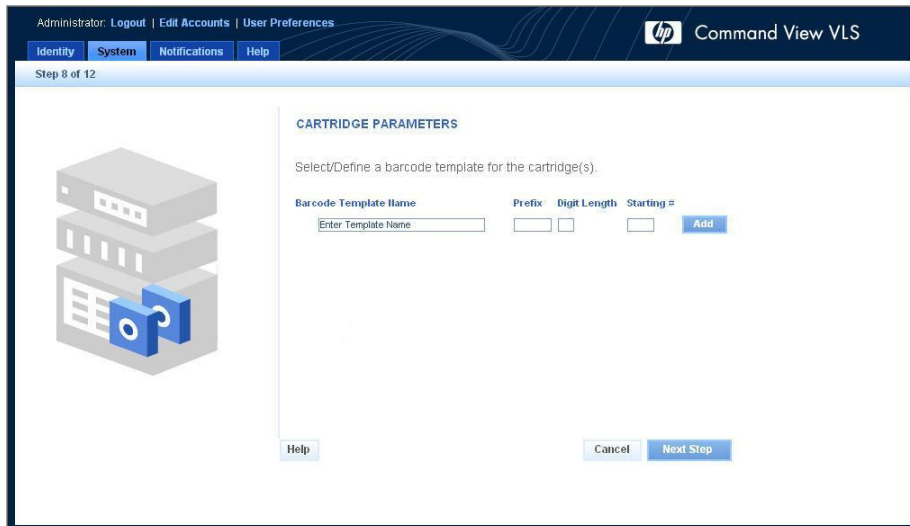 Administrator: Logout | Edit Accounts | User Preferences
hp Command View VLS
Identity System Notifications Help
Step 8 of 12
CARTRIDGE PARAMETERS
Select/Define a barcode template for the cartridge(s).
Barcode Template Name Prefix Digit Length Starting #
Enter Template Name Add
Help Cancel Next Step